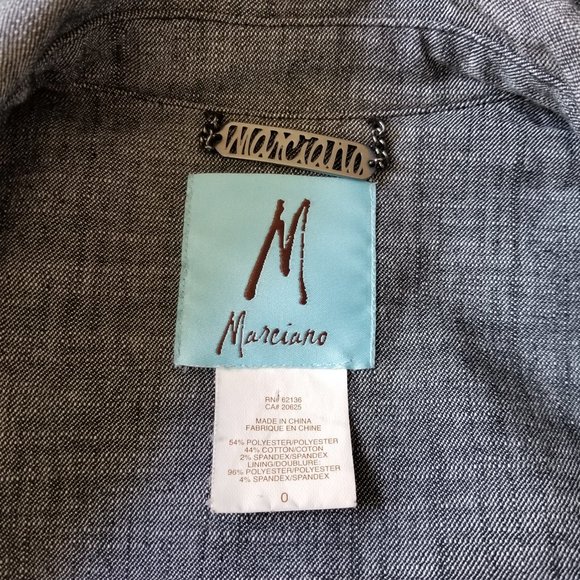 Marciano
M
Marciano
RN# 62136
CA# 20625
MADE IN CHINA
FABRIQUE EN CHINE
54% POLYESTER/POLYESTER
44% COTTON/COTTON
2% SPANDEX/SPANDEX
LINING/DOUBLURE:
96% POLYESTER/POLYESTER
4% SPANDEX/SPANDEX
0